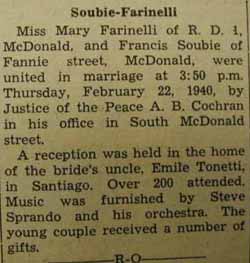 Soubie-Farinelli
Miss Mary Farinelli of R. D. 1,
McDonald, and Francis Soubie of
Fannie street, McDonald, were
united in marriage at 3:50 p.m.
Thursday, February 22, 1940, by
Justice of the Peace A. B. Cochran
in his office in South McDonald
street.
A reception was held in the home
of the bride's uncle, Emile Tonetti,
in Santiago. Over 200 attended.
Music was furnished by Steve
Sprando and his orchestra. The
young couple received a number of
gifts.
R-O